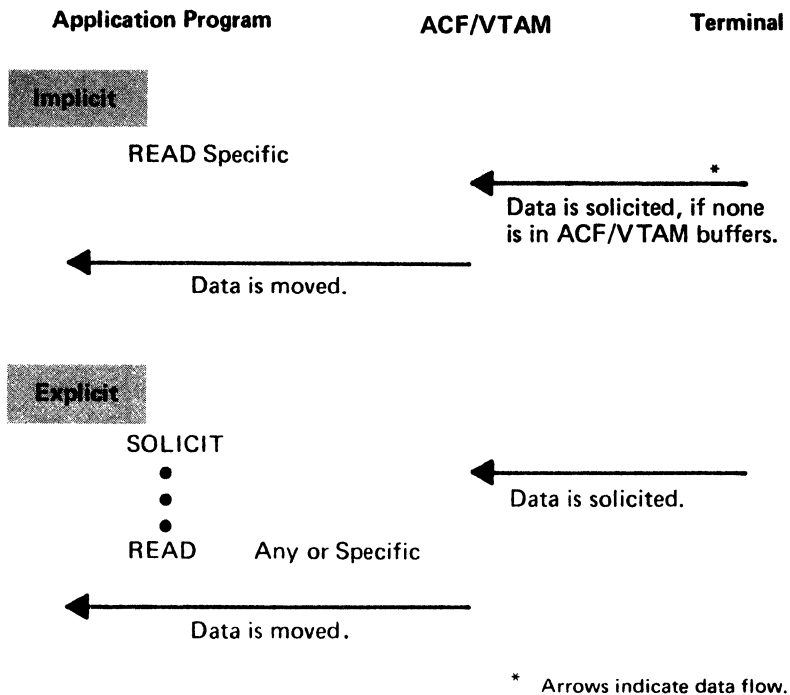 Application Program ACF/VTAM Terminal
Implicit
READ Specific
*
Data is solicited, if none
is in ACF/VTAM buffers.
Data is moved.
Explicit
SOLICIT
Data is solicited.
READ Any or Specific
Data is moved.
* Arrows indicate data flow.